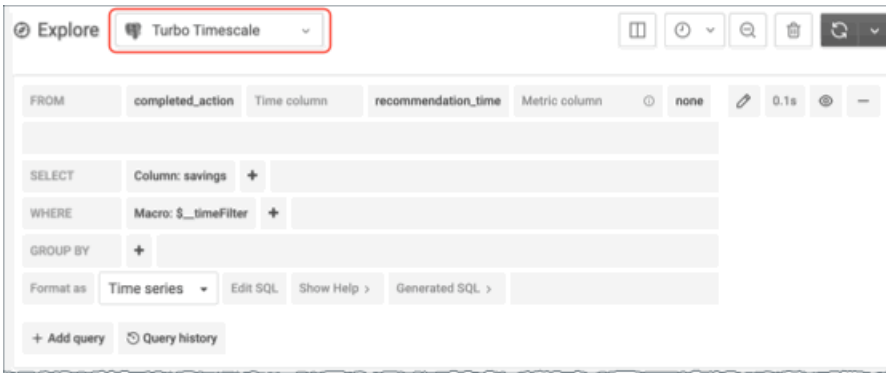 Explore Turbo Timescale
FROM completed_action Time column recommendation_time Metric column none 0.1s
SELECT Column: savings +
WHERE Macro: $__timeFilter +
GROUP BY +
Format as Time series Edit SQL Show Help > Generated SQL >
+ Add query Query history